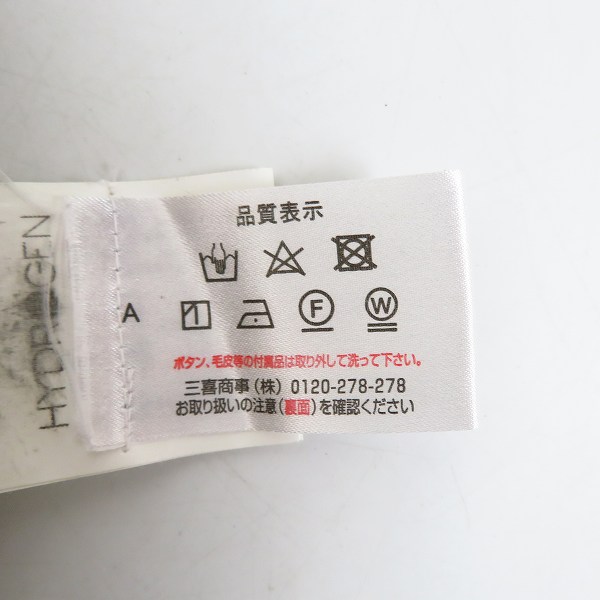 品質表示
A
F
W
ボタン、毛皮等の付属品は取り外して洗って下さい。
三喜商事(株) 0120-278-278
お取り扱いの注意(裏面)を確認ください
HYDROGEN